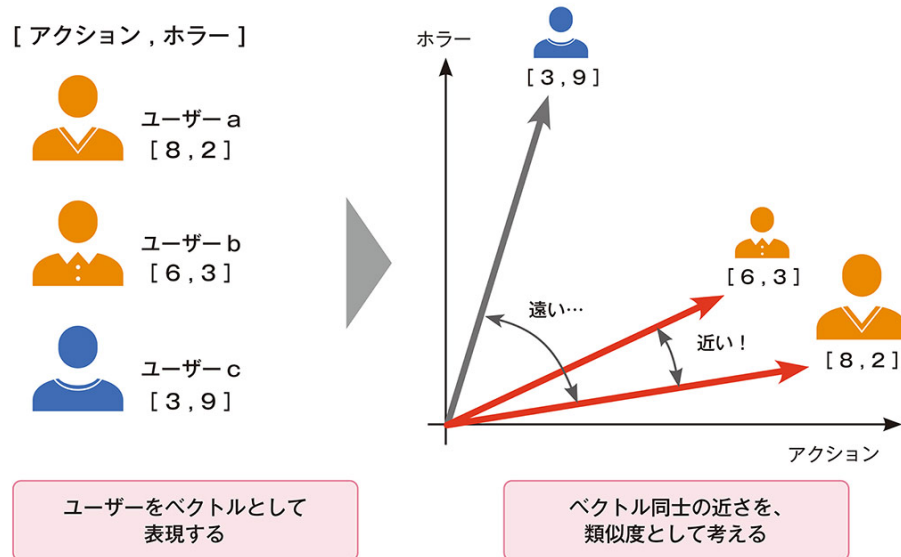 [ アクション , ホラー ]
ユーザーa
[ 8 , 2 ]
ユーザーb
[ 6 , 3 ]
ユーザーc
[ 3 , 9 ]
ホラー
[ 3 , 9 ]
[ 6 , 3 ]
[ 8 , 2 ]
遠い…
近い！
アクション
ユーザーをベクトルとして
表現する
ベクトル同士の近さを、
類似度として考える